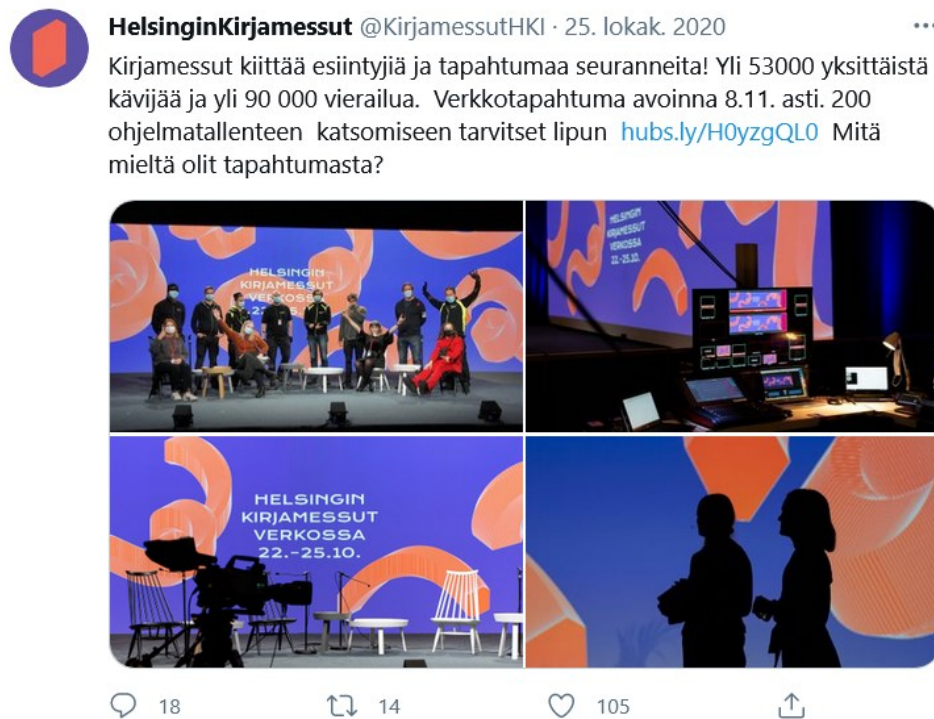 HelsinginKirjamessut @KirjamessutHKI · 25. lokak. 2020
Kirjamessut kiittää esiintyjiä ja tapahtumaa seuranneita! Yli 53000 yksittäistä
kävijää ja yli 90 000 vierailua. Verkkotapahtuma avoinna 8.11. asti. 200
ohjelmatallenteen katsomiseen tarvitset lipun hubs.ly/H0yzgQL0 Mitä
mieltä olit tapahtumasta?
HELSINGIN
KIRJAMESSUT
VERKOSSA
HELSINGIN
KIRJAMESSUT
VERKOSSA
22.-25.10.
HELSINGIN
KIRJAMESSUT
VERKOSSA
22.–25.10.
18
14
105